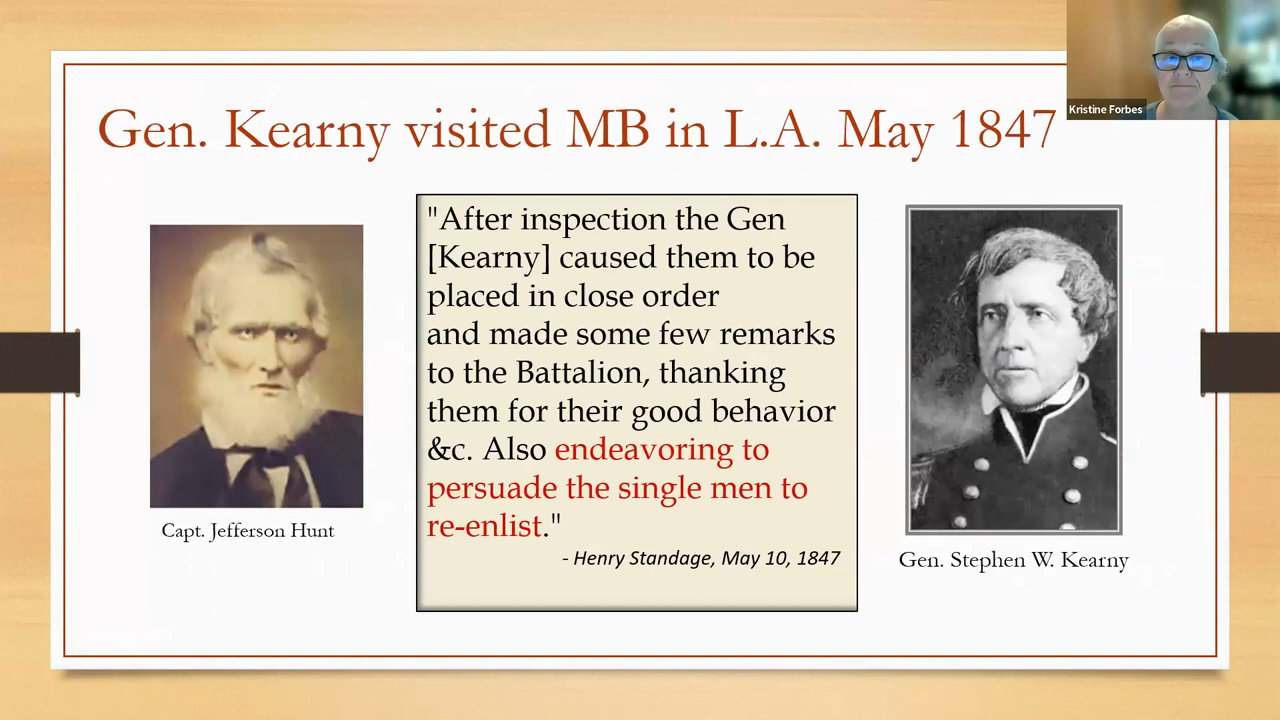 Kristine Forbes
Gen. Kearny visited MB in L.A. May 1847
"After inspection the Gen
[Kearny] caused them to be
placed in close order
and made some few remarks
to the Battalion, thanking
them for their good behavior
&c. Also endeavoring to
persuade the single men to
re-enlist."
- Henry Standage, May 10, 1847
Capt. Jefferson Hunt
Gen. Stephen W. Kearny